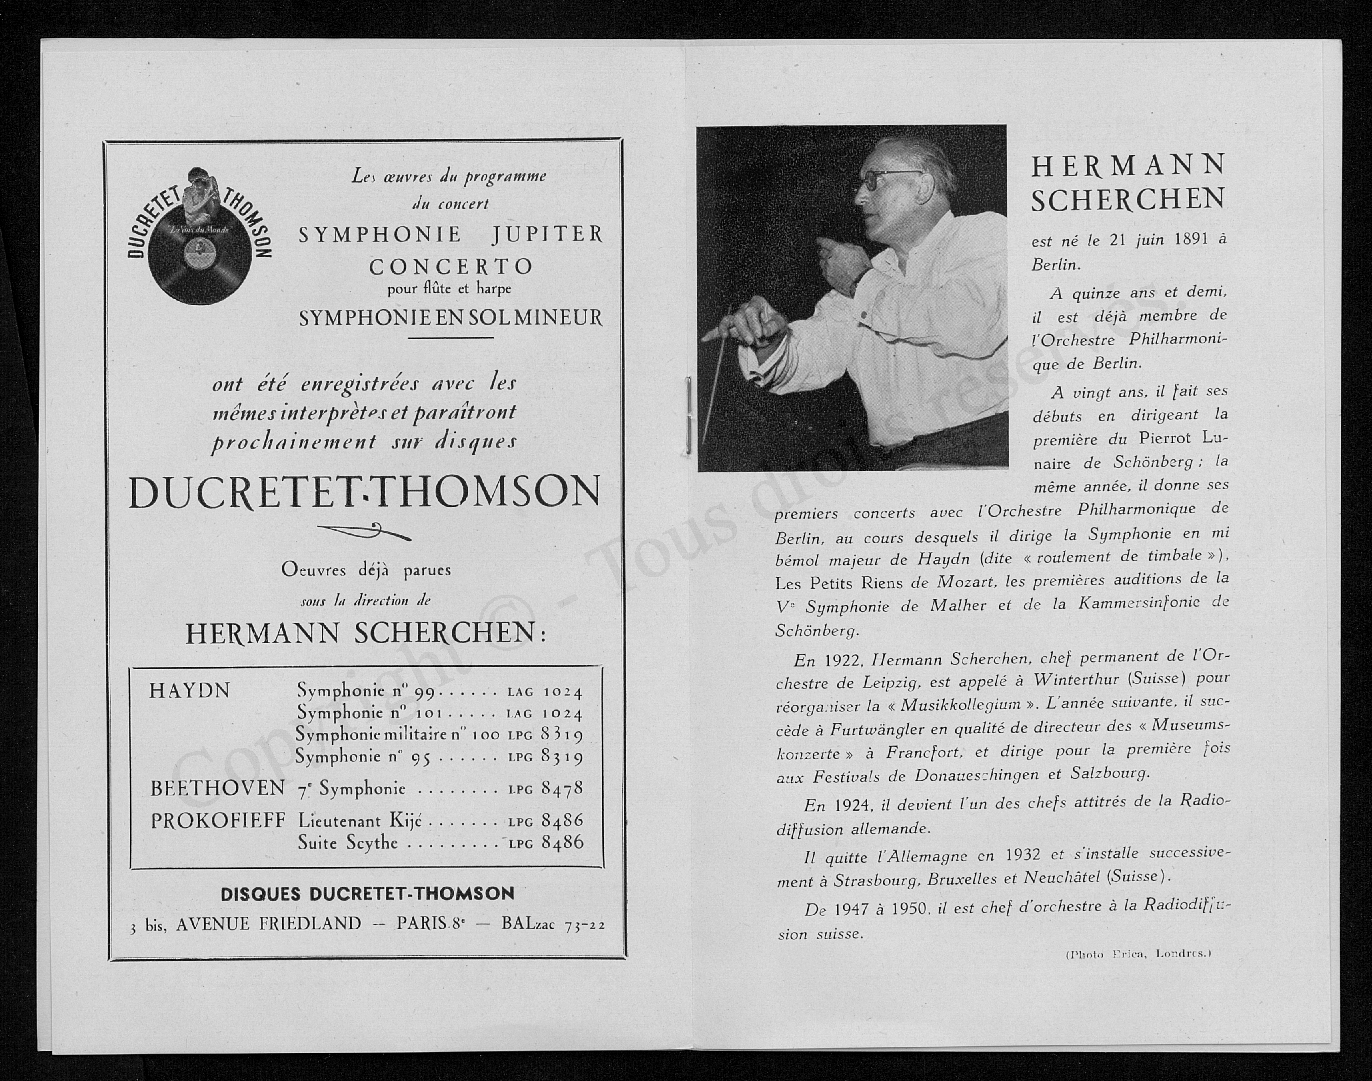 DUCRETET THOMSON
La voix du Monde
Les œuvres du programme
du concert
SYMPHONIE JUPITER
CONCERTO
pour flûte et harpe
SYMPHONIE EN SOL MINEUR
ont été enregistrées avec les
mêmes interprètes et paraîtront
prochainement sur disques
DUCRETET-THOMSON
Oeuvres déjà parues
sous la direction de
HERMANN SCHERCHEN :
HAYDN Symphonie n° 99 . . . . . . LAG 1024
Symphonie n° 101 . . . . . LAG 1024
Symphonie militaire n° 100 LPG 8319
Symphonie n° 95 . . . . . . LPG 8319
BEETHOVEN 7e Symphonie . . . . . . . . LPG 8478
PROKOFIEFF Lieutenant Kijé . . . . . . . LPG 8486
Suite Scythe . . . . . . . . . LPG 8486
DISQUES DUCRETET-THOMSON
3 bis, AVENUE FRIEDLAND — PARIS 8e — BALzac 73-22
HERMANN
SCHERCHEN
est né le 21 juin 1891 à
Berlin.
A quinze ans et demi,
il est déjà membre de
l'Orchestre Philharmoni-
que de Berlin.
A vingt ans, il fait ses
débuts en dirigeant la
première du Pierrot Lu-
naire de Schönberg ; la
même année, il donne ses
premiers concerts avec l'Orchestre Philharmonique de
Berlin, au cours desquels il dirige la Symphonie en mi
bémol majeur de Haydn (dite « roulement de timbale »),
Les Petits Riens de Mozart, les premières auditions de la
Ve Symphonie de Malher et de la Kammersinfonie de
Schönberg.
En 1922, Hermann Scherchen, chef permanent de l'Or-
chestre de Leipzig, est appelé à Winterthur (Suisse) pour
réorganiser la « Musikkollegium ». L'année suivante, il suc-
cède à Furtwängler en qualité de directeur des « Museums-
konzerte » à Francfort, et dirige pour la première fois
aux Festivals de Donaueschingen et Salzbourg.
En 1924, il devient l'un des chefs attitrés de la Radio-
diffusion allemande.
Il quitte l'Allemagne en 1932 et s'installe successive-
ment à Strasbourg, Bruxelles et Neuchâtel (Suisse).
De 1947 à 1950, il est chef d'orchestre à la Radiodiffu-
sion suisse.
(Photo Erica, Londres.)
Copyright © - Tous droits réservés.